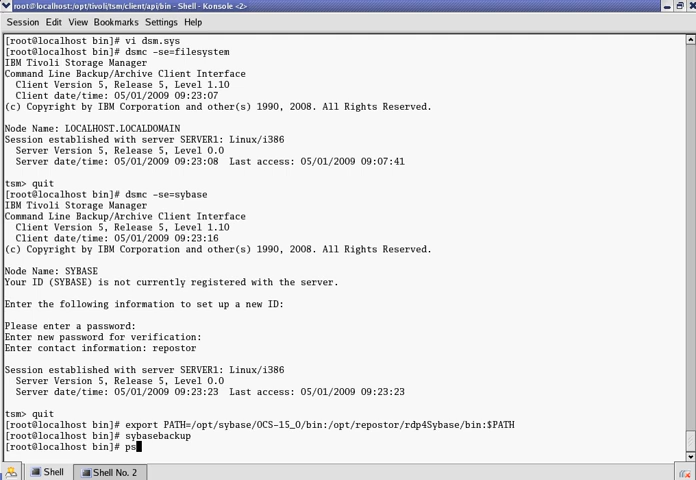 root@localhost:/opt/tivoli/tsm/client/api/bin - Shell - Konsole <2>
Session Edit View Bookmarks Settings Help
[root@localhost bin]# vi dsm.sys
[root@localhost bin]# dsmc -se=filesystem
IBM Tivoli Storage Manager
Command Line Backup/Archive Client Interface
Client Version 5, Release 5, Level 1.10
Client date/time: 05/01/2009 09:23:07
(c) Copyright by IBM Corporation and other(s) 1990, 2008. All Rights Reserved.
Node Name: LOCALHOST.LOCALDOMAIN
Session established with server SERVER1: Linux/i386
Server Version 5, Release 5, Level 0.0
Server date/time: 05/01/2009 09:23:08 Last access: 05/01/2009 09:07:41
tsm> quit
[root@localhost bin]# dsmc -se=sybase
IBM Tivoli Storage Manager
Command Line Backup/Archive Client Interface
Client Version 5, Release 5, Level 1.10
Client date/time: 05/01/2009 09:23:16
(c) Copyright by IBM Corporation and other(s) 1990, 2008. All Rights Reserved.
Node Name: SYBASE
Your ID (SYBASE) is not currently registered with the server.
Enter the following information to set up a new ID:
Please enter a password:
Enter new password for verification:
Enter contact information: repostor
Session established with server SERVER1: Linux/i386
Server Version 5, Release 5, Level 0.0
Server date/time: 05/01/2009 09:23:23 Last access: 05/01/2009 09:23:23
tsm> quit
[root@localhost bin]# export PATH=/opt/sybase/OCS-15_0/bin:/opt/repostor/rdp4Sybase/bin:$PATH
[root@localhost bin]# sybasebackup
[root@localhost bin]# ps
Shell Shell No. 2